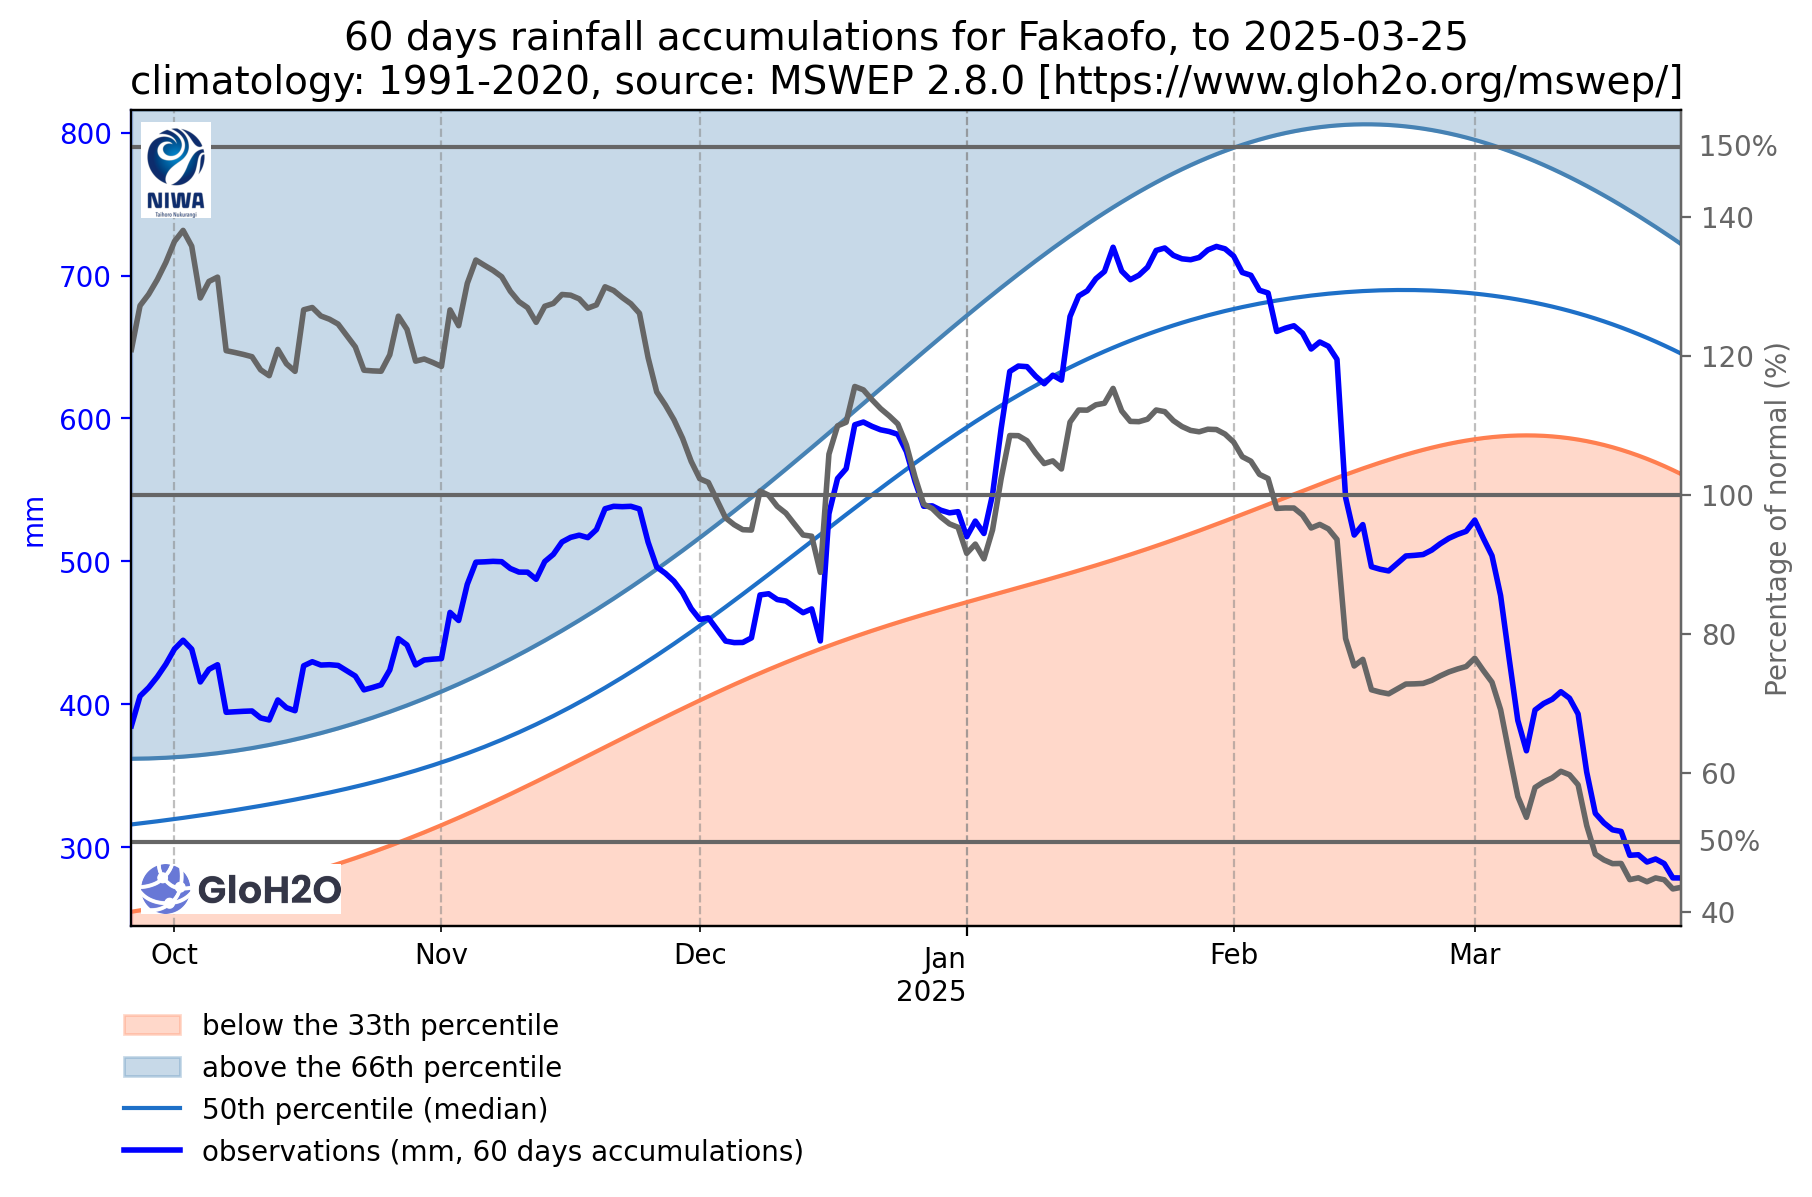 60 days rainfall accumulations for Fakaofo, to 2025-03-25
climatology: 1991-2020, source: MSWEP 2.8.0 [https://www.gloh2o.org/mswep/]
800
700
600
500
400
300
mm
NIWA
Taihoro Nukurangi
GloH2O
150%
140
120
100
80
60
50%
40
Percentage of normal (%)
Oct
Nov
Dec
Jan
2025
Feb
Mar
below the 33th percentile
above the 66th percentile
50th percentile (median)
observations (mm, 60 days accumulations)